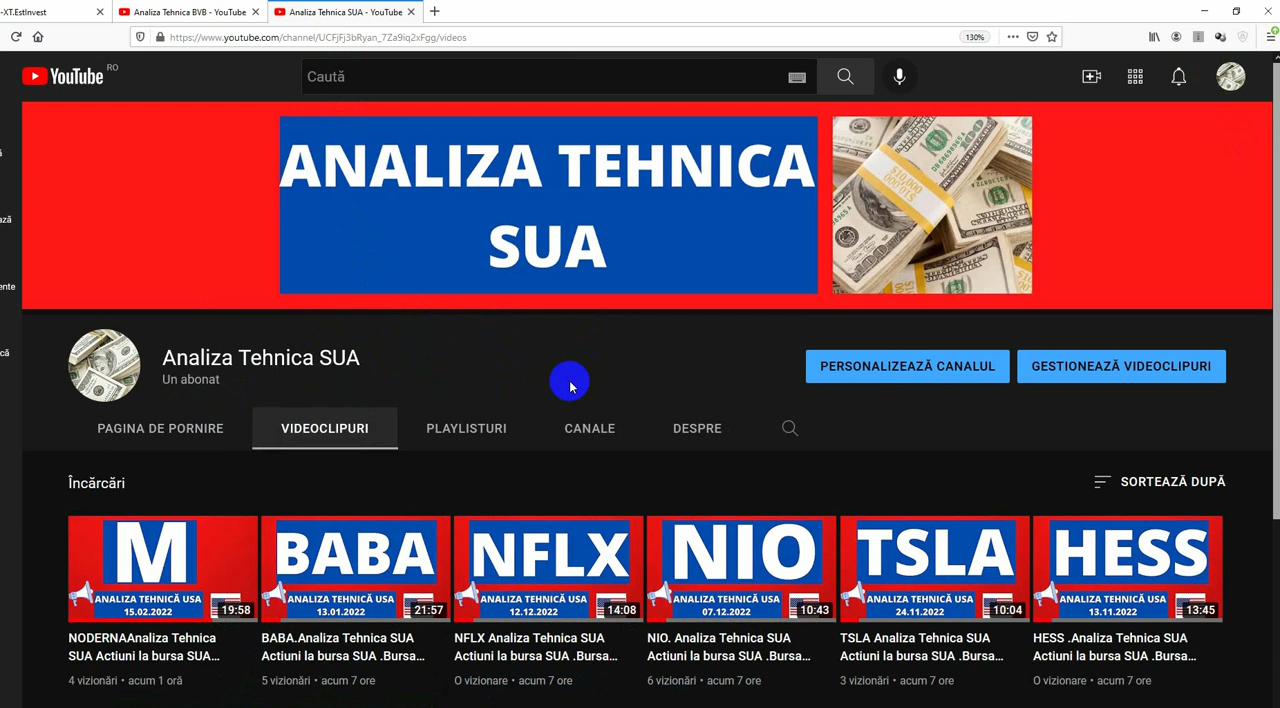 -XT.EstInvest
Analiza Tehnica BVB - YouTube
Analiza Tehnica SUA - YouTube
https://www.youtube.com/channel/UCFjFj3bRyan_7Za9iq2xFgg/videos
130%
YouTube RO
Caută
ANALIZA TEHNICA
SUA
Analiza Tehnica SUA
Un abonat
PERSONALIZEAZĂ CANALUL
GESTIONEAZĂ VIDEOCLIPURI
PAGINA DE PORNIRE
VIDEOCLIPURI
PLAYLISTURI
CANALE
DESPRE
Încărcări
SORTEAZĂ DUPĂ
M
ANALIZA TEHNICĂ USA
15.02.2022
19:58
NODERNAAnaliza Tehnica
SUA Actiuni la bursa SUA...
4 vizionări • acum 1 oră
BABA
ANALIZA TEHNICĂ USA
13.01.2022
21:57
BABA.Analiza Tehnica SUA
Actiuni la bursa SUA .Bursa...
5 vizionări • acum 7 ore
NFLX
ANALIZA TEHNICĂ USA
12.12.2022
14:08
NFLX Analiza Tehnica SUA
Actiuni la bursa SUA .Bursa...
0 vizionare • acum 7 ore
NIO
ANALIZA TEHNICĂ USA
07.12.2022
10:43
NIO. Analiza Tehnica SUA
Actiuni la bursa SUA .Bursa...
6 vizionări • acum 7 ore
TSLA
ANALIZA TEHNICĂ USA
24.11.2022
10:04
TSLA Analiza Tehnica SUA
Actiuni la bursa SUA .Bursa...
3 vizionări • acum 7 ore
HESS
ANALIZA TEHNICĂ USA
13.11.2022
13:45
HESS .Analiza Tehnica SUA
Actiuni la bursa SUA .Bursa...
0 vizionare • acum 7 ore